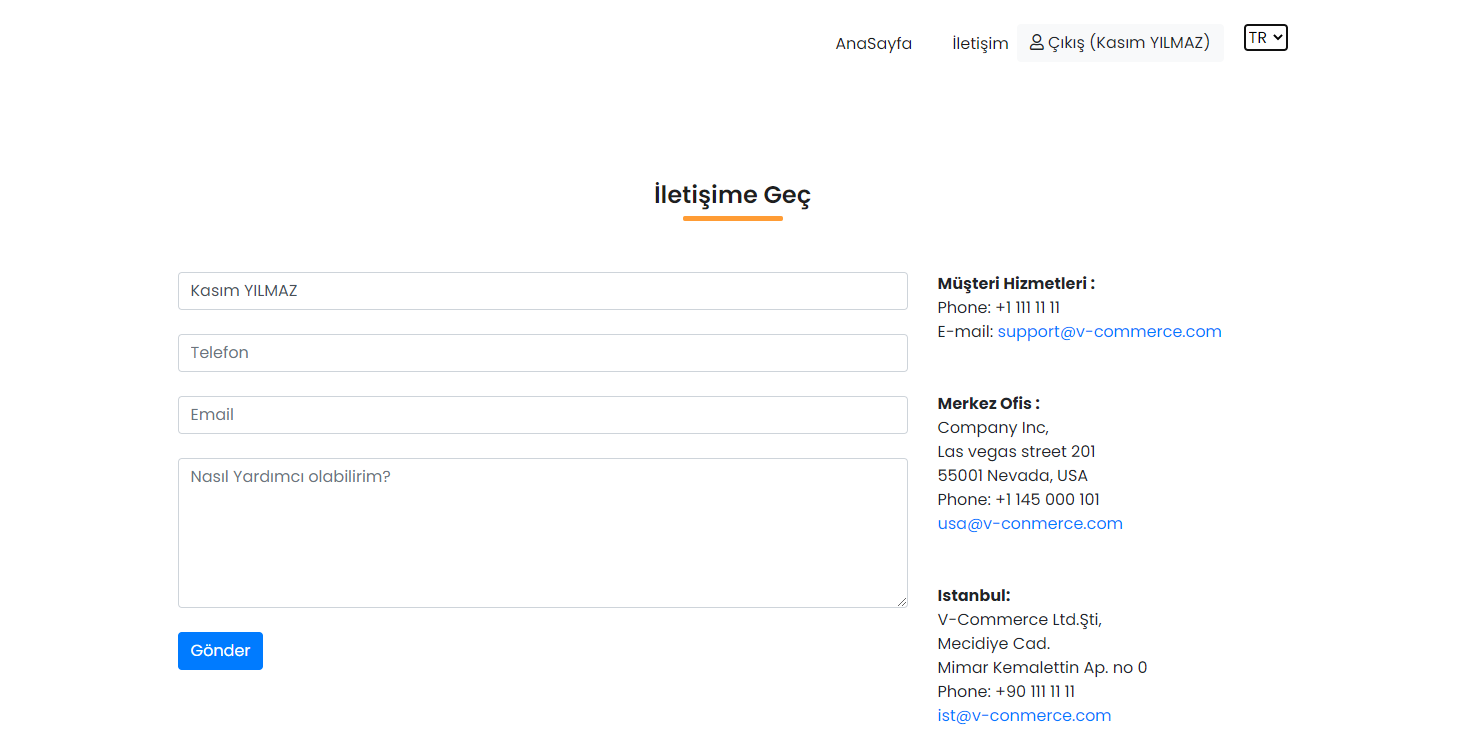 AnaSayfa
İletişim
Çıkış (Kasım YILMAZ)
TR
İletişime Geç
Kasım YILMAZ
Telefon
Email
Nasıl Yardımcı olabilirim?
Gönder
Müşteri Hizmetleri :
Phone: +1 111 11 11
E-mail: support@v-commerce.com
Merkez Ofis :
Company Inc,
Las vegas street 201
55001 Nevada, USA
Phone: +1 145 000 101
usa@v-conmerce.com
Istanbul:
V-Commerce Ltd.Şti,
Mecidiye Cad.
Mimar Kemalettin Ap. no 0
Phone: +90 111 11 11
ist@v-conmerce.com